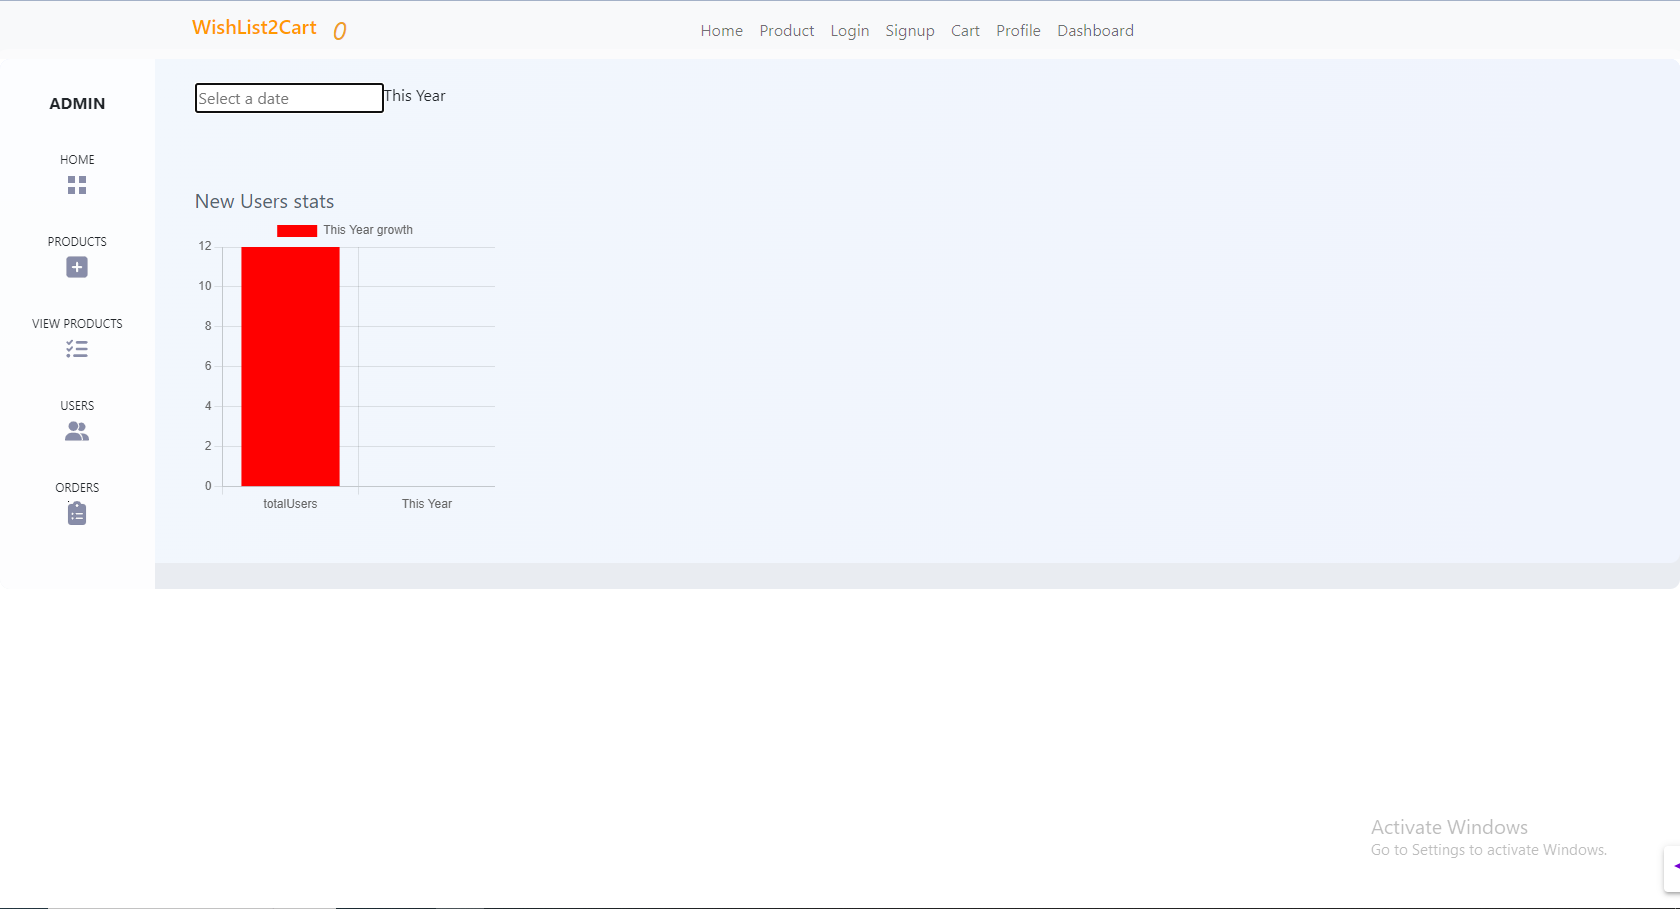 WishList2Cart 0
Home Product Login Signup Cart Profile Dashboard
ADMIN
HOME
PRODUCTS
VIEW PRODUCTS
USERS
ORDERS
Select a date This Year
New Users stats
This Year growth
12
10
8
6
4
2
0
totalUsers This Year
Activate Windows
Go to Settings to activate Windows.